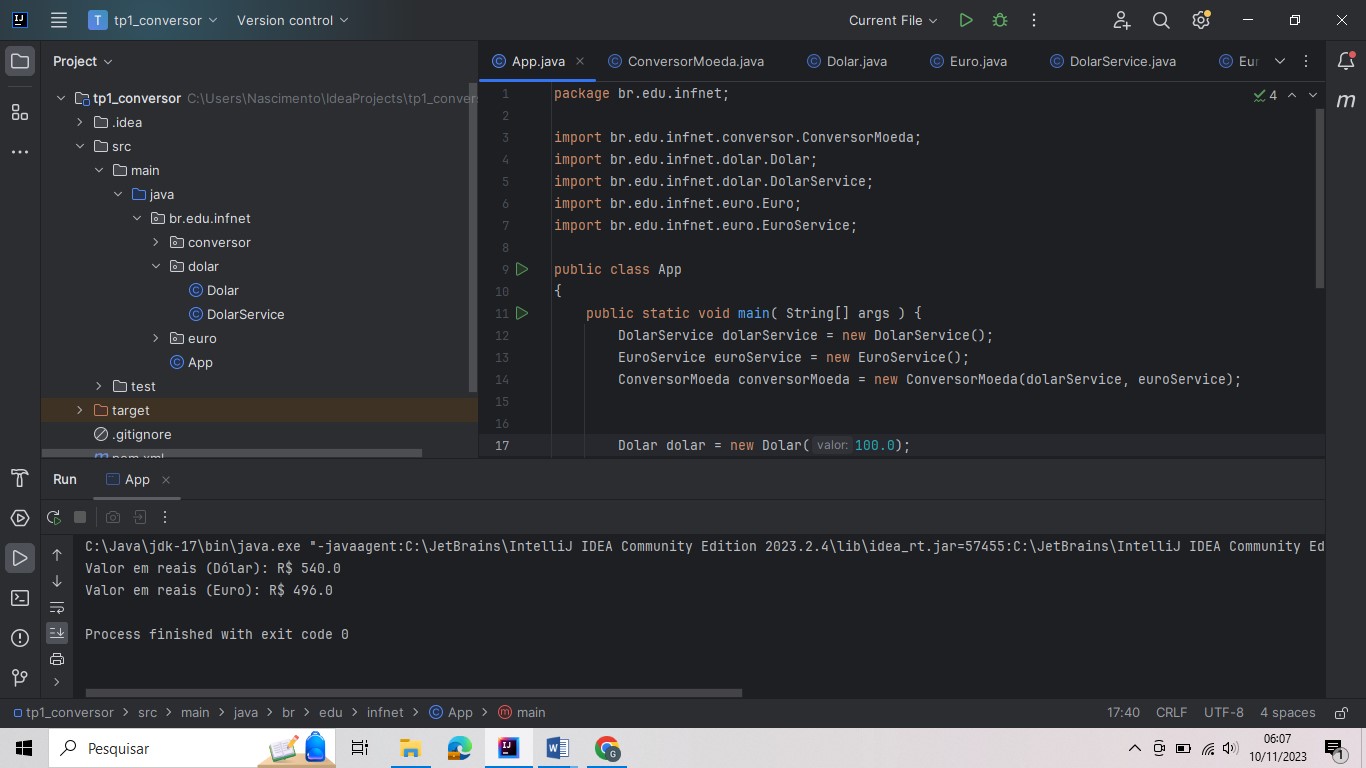 tp1_conversor
Version control
Current File
Project
tp1_conversor C:\Users\Nascimento\IdeaProjects\tp1_conver
.idea
src
main
java
br.edu.infnet
conversor
dolar
Dolar
DolarService
euro
App
test
target
.gitignore
pom.xml
App.java ConversorMoeda.java Dolar.java Euro.java DolarService.java Eur
4
1 package br.edu.infnet;
2
3 import br.edu.infnet.conversor.ConversorMoeda;
4 import br.edu.infnet.dolar.Dolar;
5 import br.edu.infnet.dolar.DolarService;
6 import br.edu.infnet.euro.Euro;
7 import br.edu.infnet.euro.EuroService;
8
9 public class App
10 {
11 public static void main( String[] args ) {
12 DolarService dolarService = new DolarService();
13 EuroService euroService = new EuroService();
14 ConversorMoeda conversorMoeda = new ConversorMoeda(dolarService, euroService);
15
16
17 Dolar dolar = new Dolar( valor: 100.0);
Run App
C:\Java\jdk-17\bin\java.exe "-javaagent:C:\JetBrains\IntelliJ IDEA Community Edition 2023.2.4\lib\idea_rt.jar=57455:C:\JetBrains\IntelliJ IDEA Community Ed
Valor em reais (Dólar): R$ 540.0
Valor em reais (Euro): R$ 496.0
Process finished with exit code 0
tp1_conversor > src > main > java > br > edu > infnet > App > main
17:40 CRLF UTF-8 4 spaces
Pesquisar
06:07
10/11/2023
1